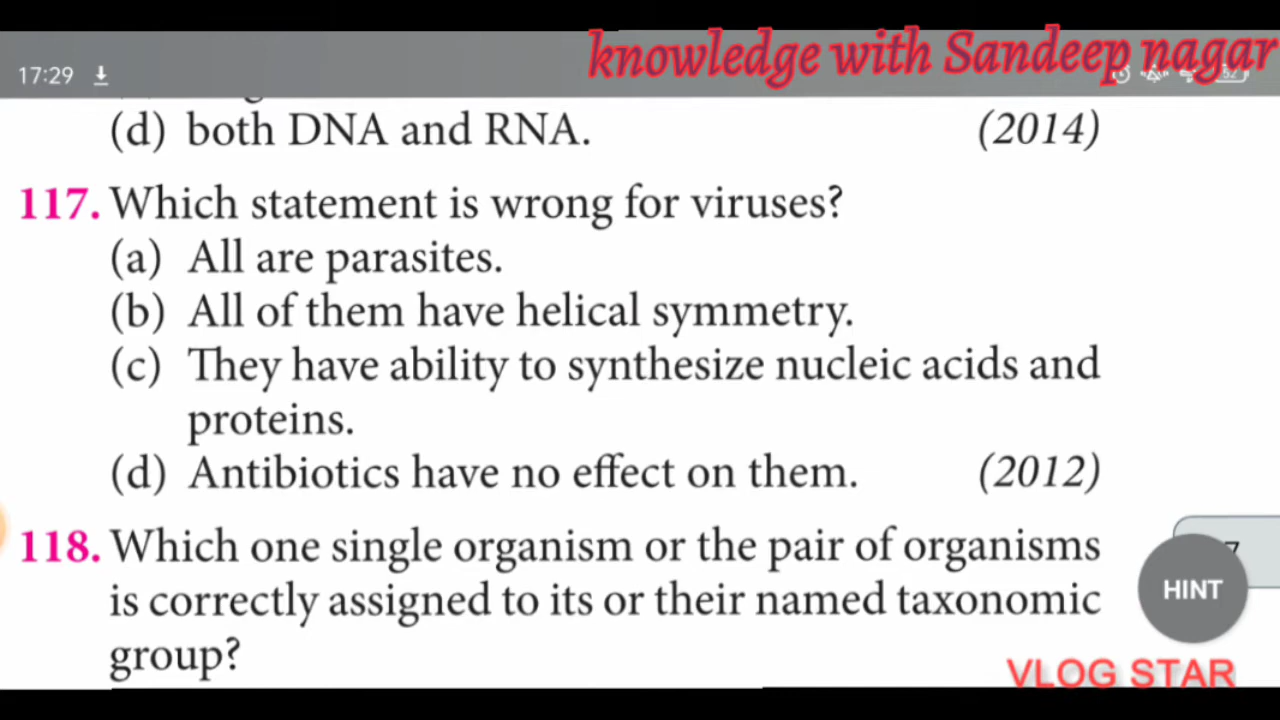 knowledge with Sandeep nagar
17:29
(d) both DNA and RNA. (2014)
117. Which statement is wrong for viruses?
(a) All are parasites.
(b) All of them have helical symmetry.
(c) They have ability to synthesize nucleic acids and
proteins.
(d) Antibiotics have no effect on them. (2012)
118. Which one single organism or the pair of organisms
is correctly assigned to its or their named taxonomic
group?
HINT
VLOG STAR